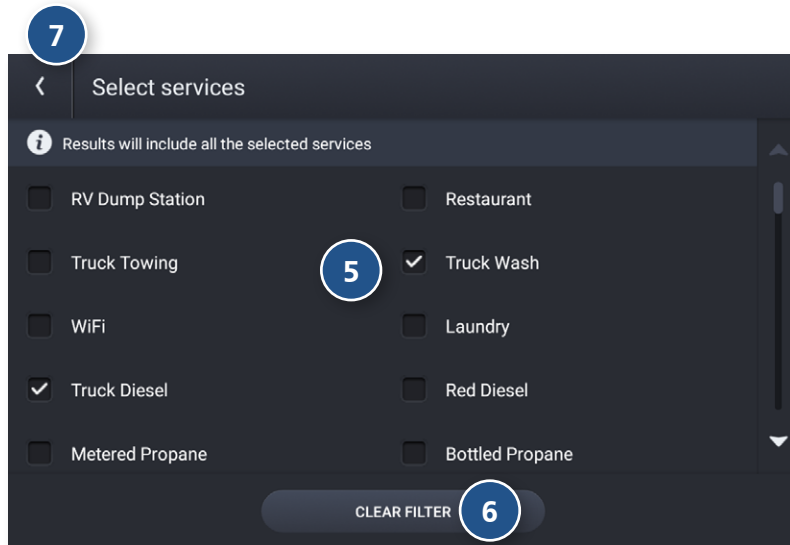 7
Select services
i Results will include all the selected services
RV Dump Station
Restaurant
Truck Towing
5
Truck Wash
WiFi
Laundry
Truck Diesel
Red Diesel
Metered Propane
Bottled Propane
CLEAR FILTER
6